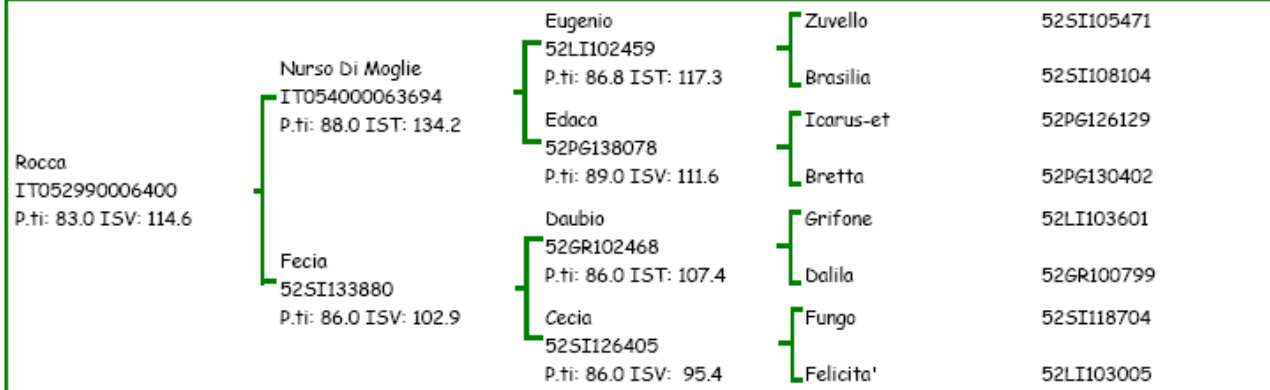 Rocca
IT052990006400
P.ti: 83.0 ISV: 114.6
Nurso Di Moglie
IT054000063694
P.ti: 88.0 IST: 134.2
Fecia
52SI133880
P.ti: 86.0 ISV: 102.9
Eugenio
52LI102459
P.ti: 86.8 IST: 117.3
Edaca
52PG138078
P.ti: 89.0 ISV: 111.6
Daubio
52GR102468
P.ti: 86.0 IST: 107.4
Cecia
52SI126405
P.ti: 86.0 ISV: 95.4
Zuvello 52SI105471
Brasilia 52SI108104
Icarus-et 52PG126129
Bretta 52PG130402
Grifone 52LI103601
Dalila 52GR100799
Fungo 52SI118704
Felicita' 52LI103005